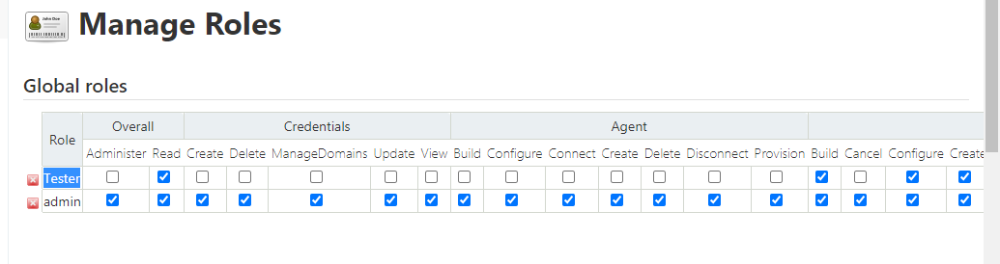 John Doe
Manage Roles
Global roles
Role Overall Credentials Agent
Administer Read Create Delete ManageDomains Update View Build Configure Connect Create Delete Disconnect Provision Build Cancel Configure Create
Tester
admin